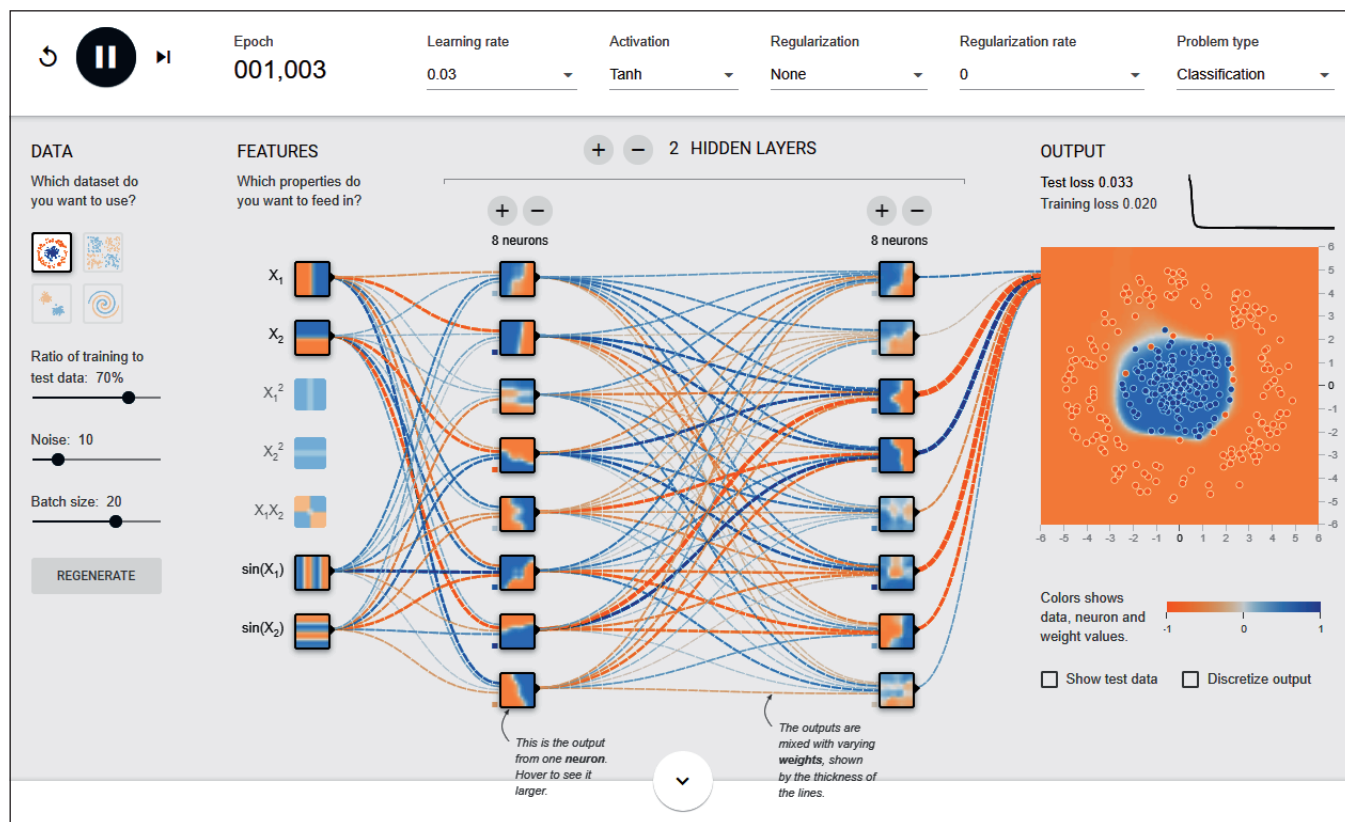 Epoch
001,003
Learning rate
0.03
Activation
Tanh
Regularization
None
Regularization rate
0
Problem type
Classification
DATA
Which dataset do
you want to use?
Ratio of training to
test data: 70%
Noise: 10
Batch size: 20
REGENERATE
FEATURES
Which properties do
you want to feed in?
X₁
X₂
X₁²
X₂²
X₁X₂
sin(X₁)
sin(X₂)
+ − 2 HIDDEN LAYERS
+ −
8 neurons
+ −
8 neurons
This is the output
from one neuron.
Hover to see it
larger.
The outputs are
mixed with varying
weights, shown
by the thickness of
the lines.
OUTPUT
Test loss 0.033
Training loss 0.020
6
5
4
3
2
1
0
-1
-2
-3
-4
-5
-6
-6 -5 -4 -3 -2 -1 0 1 2 3 4 5 6
Colors shows
data, neuron and
weight values.
-1 0 1
Show test data
Discretize output